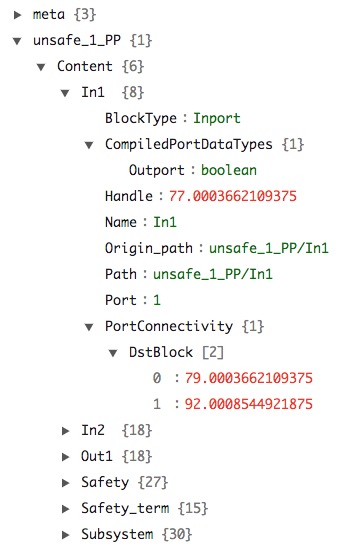 ▶ meta {3}
▼ unsafe_1_PP {1}
▼ Content {6}
▼ In1 {8}
BlockType : Inport
▼ CompiledPortDataTypes {1}
Outport : boolean
Handle : 77.0003662109375
Name : In1
Origin_path : unsafe_1_PP/In1
Path : unsafe_1_PP/In1
Port : 1
▼ PortConnectivity {1}
▼ DstBlock [2]
0 : 79.0003662109375
1 : 92.0008544921875
▶ In2 {18}
▶ Out1 {18}
▶ Safety {27}
▶ Safety_term {15}
▶ Subsystem {30}